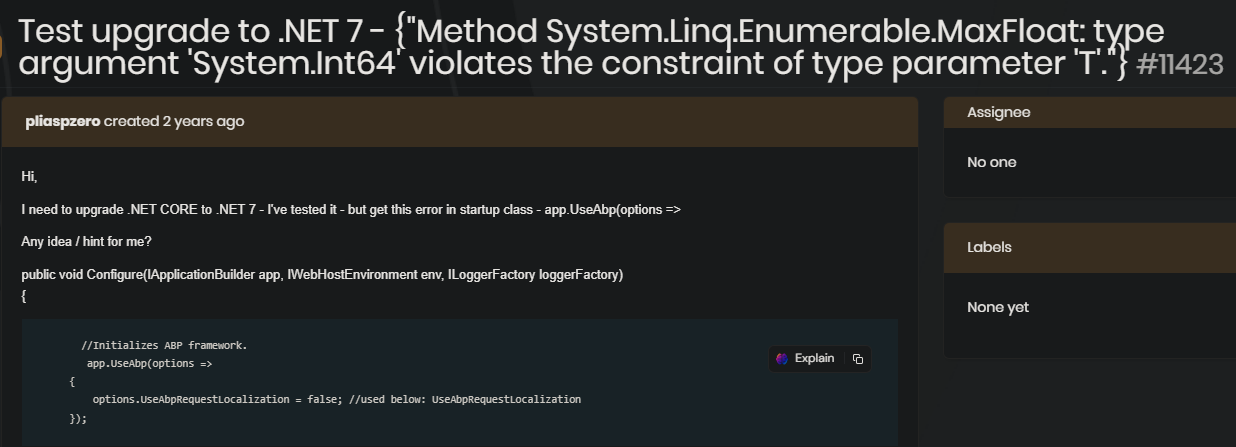 Test upgrade to .NET 7 - {"Method System.Linq.Enumerable.MaxFloat: type
argument 'System.Int64' violates the constraint of type parameter 'T'."} #11423
pliaspzero created 2 years ago
Hi,
I need to upgrade .NET CORE to .NET 7 - I've tested it - but get this error in startup class - app.UseAbp(options =>
Any idea / hint for me?
public void Configure(IApplicationBuilder app, IWebHostEnvironment env, ILoggerFactory loggerFactory)
{
//Initializes ABP framework.
app.UseAbp(options =>
{
options.UseAbpRequestLocalization = false; //used below: UseAbpRequestLocalization
});
Explain
Assignee
No one
Labels
None yet